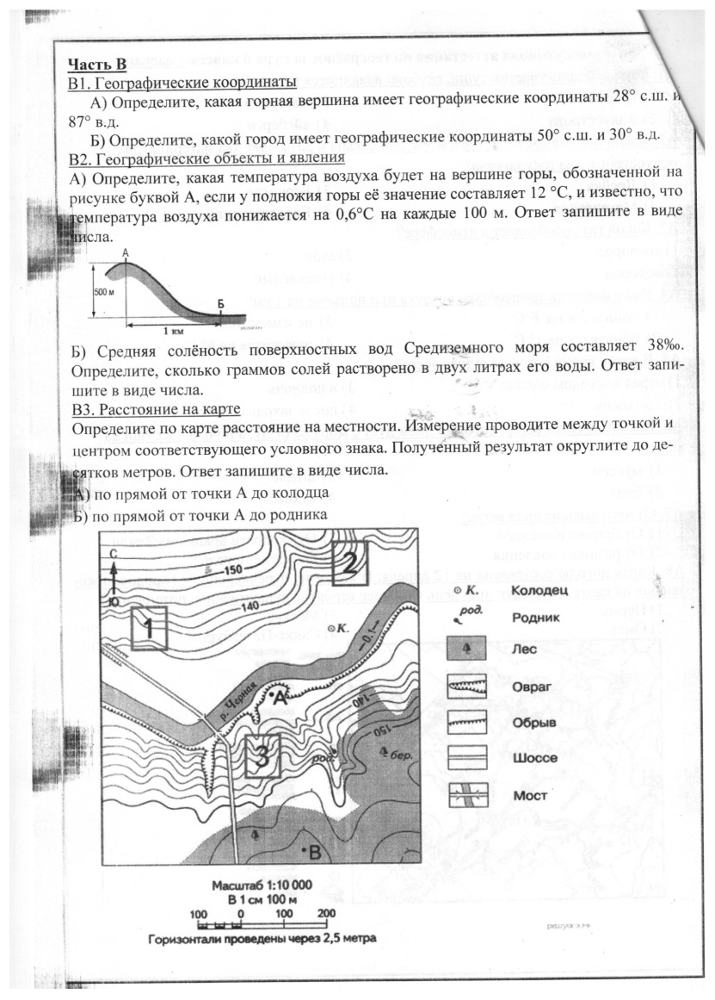 Часть В
В1. Географические координаты
А) Определите, какая горная вершина имеет географические координаты 28° с.ш. и
87° в.д.
Б) Определите, какой город имеет географические координаты 50° с.ш. и 30° в.д.
В2. Географические объекты и явления
А) Определите, какая температура воздуха будет на вершине горы, обозначенной на
рисунке буквой А, если у подножия горы её значение составляет 12 °С, и известно, что
температура воздуха понижается на 0,6°С на каждые 100 м. Ответ запишите в виде
числа.
А
500 м
Б
1 км
Б) Средняя солёность поверхностных вод Средиземного моря составляет 38‰.
Определите, сколько граммов солей растворено в двух литрах его воды. Ответ запи-
шите в виде числа.
В3. Расстояние на карте
Определите по карте расстояние на местности. Измерение проводите между точкой и
центром соответствующего условного знака. Полученный результат округлите до де-
сятков метров. Ответ запишите в виде числа.
А) по прямой от точки А до колодца
Б) по прямой от точки А до родника
С
Ю
150
2
140
1
К.
0.1
р. Черная
А
140
150
3
род.
бер.
В
К. Колодец
род. Родник
Лес
Овраг
Обрыв
Шоссе
Мост
Масштаб 1:10 000
В 1 см 100 м
100 0 100 200
Горизонтали проведены через 2,5 метра